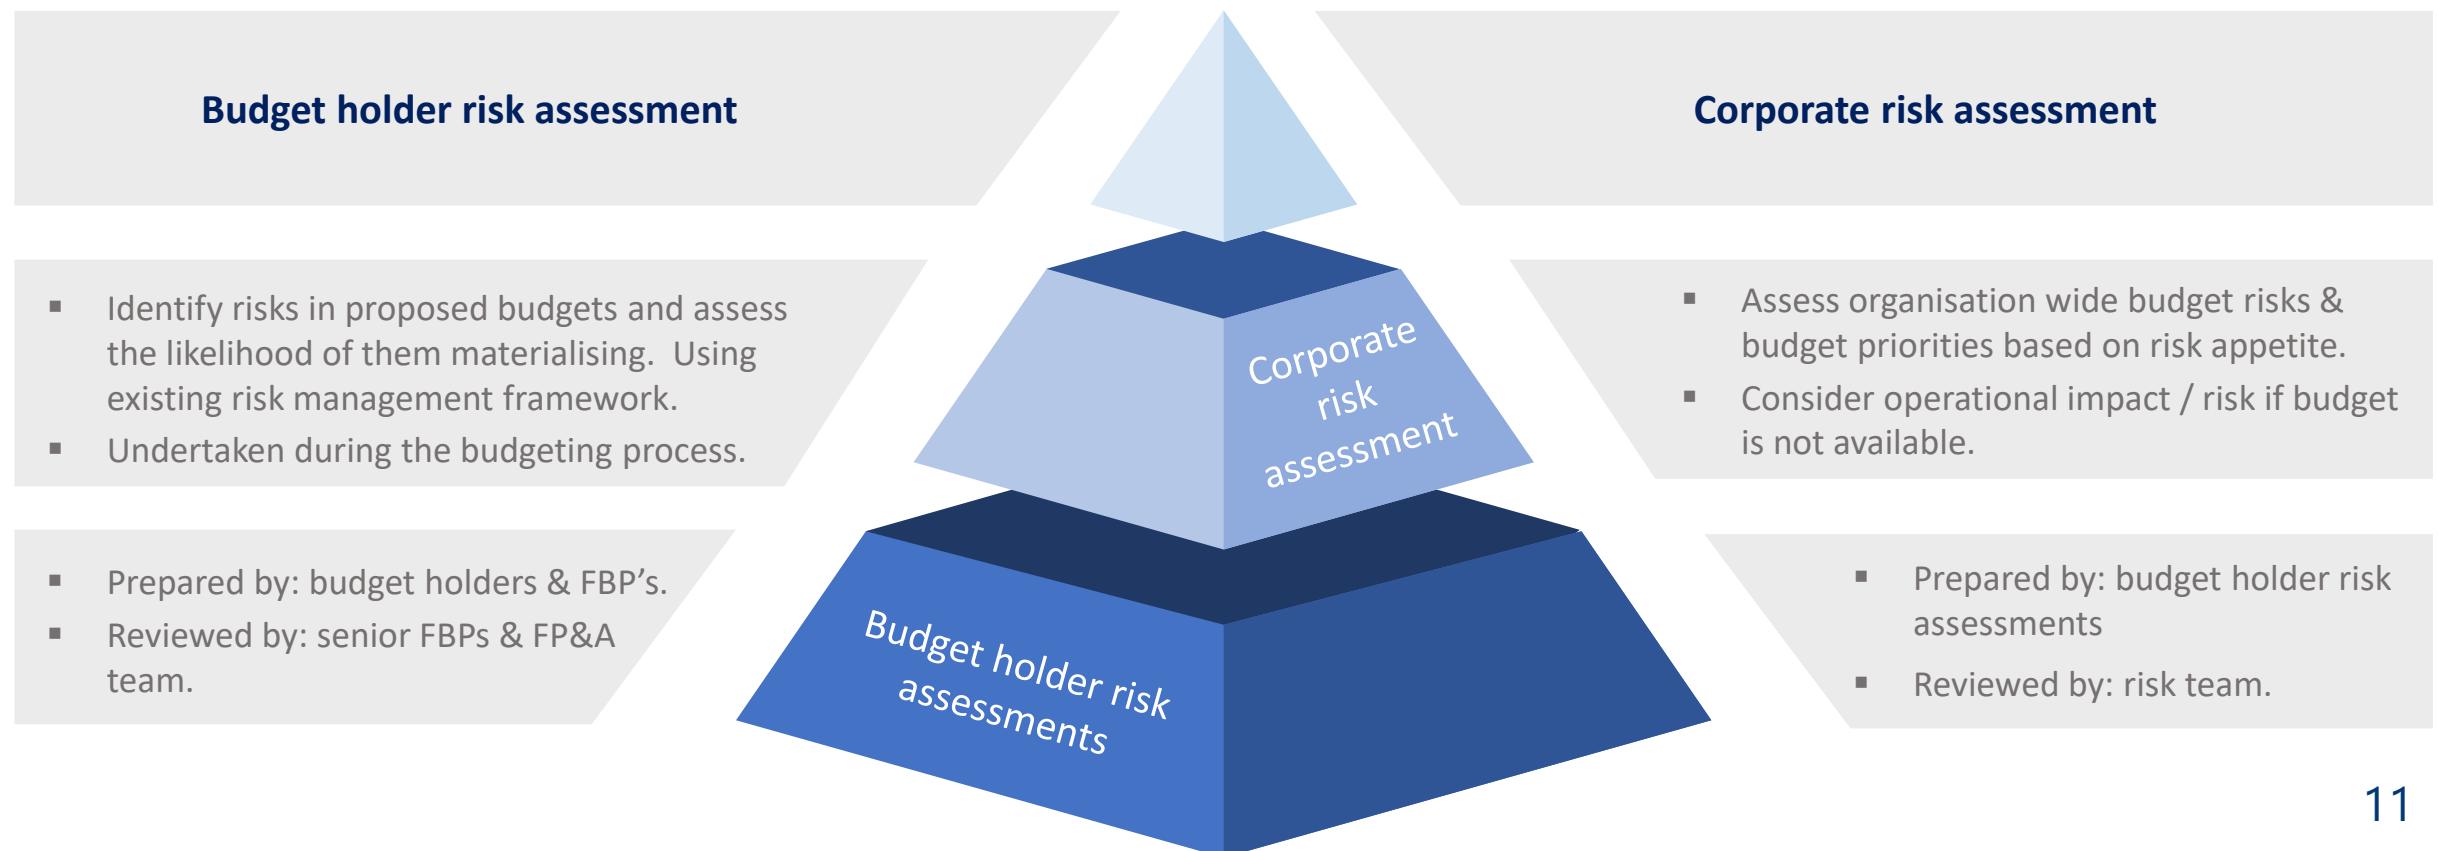 Budget holder risk assessment
▪ Identify risks in proposed budgets and assess
the likelihood of them materialising.  Using
existing risk management framework.
▪ Undertaken during the budgeting process.
▪ Prepared by: budget holders & FBP’s.
▪ Reviewed by: senior FBPs & FP&A
team.
Corporate
risk
assessment
Budget holder risk
assessments
Corporate risk assessment
▪ Assess organisation wide budget risks &
budget priorities based on risk appetite.
▪ Consider operational impact / risk if budget
is not available.
▪ Prepared by: budget holder risk
assessments
▪ Reviewed by: risk team.
11